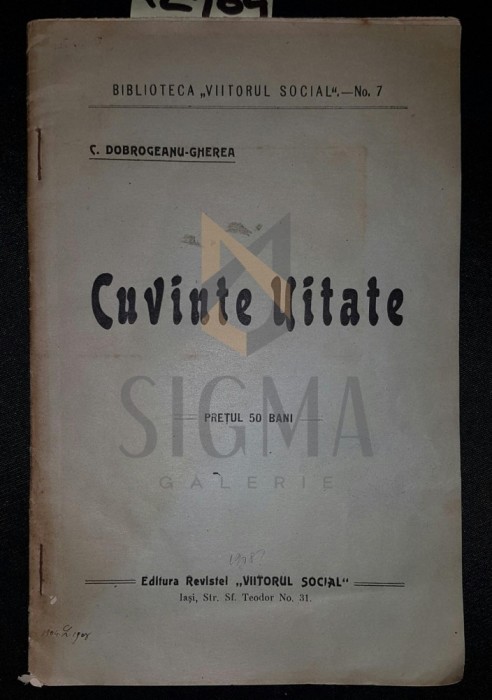 BIBLIOTECA „VIITORUL SOCIAL“.—No. 7
C. DOBROGEANU-GHEREA
Cuvinte Uitate
SIGMA
PREȚUL 50 BANI
GALERIE
1908
Editura Revistei „VIITORUL SOCIAL“
Iași, Str. Sf. Teodor No. 31.